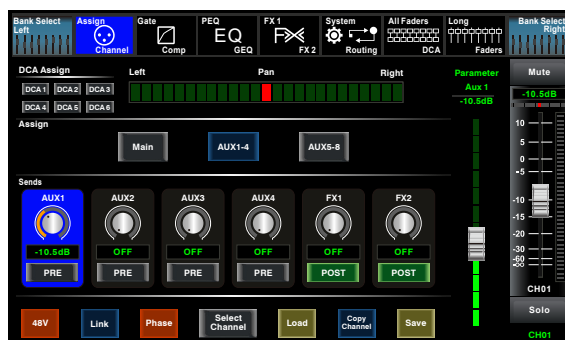 Bank Select
Left
Assign
Channel
Gate
Comp
PEQ
EQ
GEQ
FX 1
FX 2
System
Routing
All Faders
DCA
Long
Faders
Bank Select
Right
DCA Assign
DCA 1 DCA 2 DCA 3
DCA 4 DCA 5 DCA 6
Left Pan Right
Parameter
Aux 1
-10.5dB
Mute
-10.5dB
Assign
Main AUX1-4 AUX5-8
Sends
AUX1 AUX2 AUX3 AUX4 FX1 FX2
-10.5dB OFF OFF OFF OFF OFF
PRE PRE PRE PRE POST POST
10
5
0
-5
-10
-15
-20
-30
-60
CH01
48V Link Phase Select Channel Load Copy Channel Save
Solo
CH01